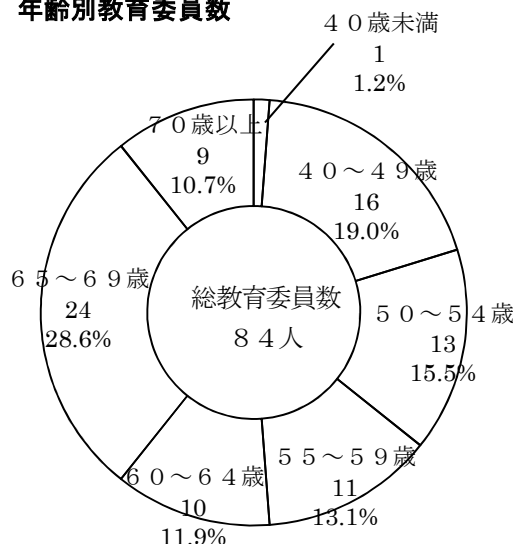 年齢別教育委員数
４０歳未満
1
1.2%
４０～４９歳
16
19.0%
５０～５４歳
13
15.5%
５５～５９歳
11
13.1%
６０～６４歳
10
11.9%
６５～６９歳
24
28.6%
７０歳以上
9
10.7%
総教育委員数
８４人